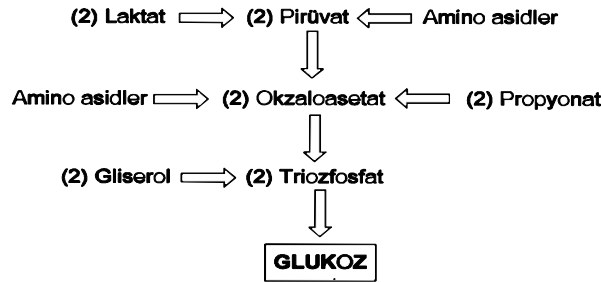 (2) Laktat (2) Pirüvat Amino asidler
Amino asidler (2) Okzaloasetat (2) Propyonat
(2) Gliserol (2) Triozfosfat
GLUKOZ